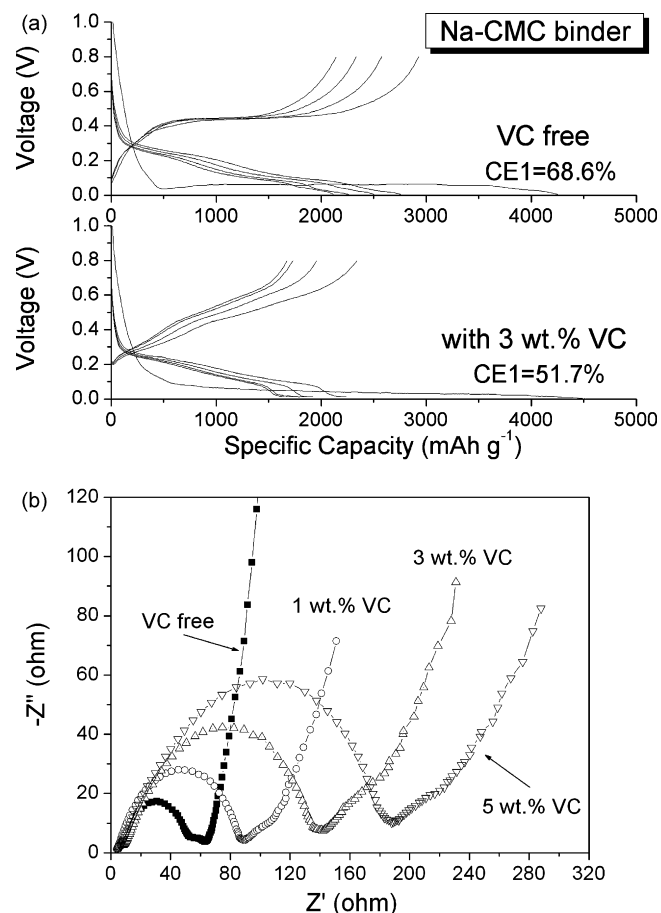 (a)
Na-CMC binder
1.0
0.8
0.6
0.4
0.2
0.0
Voltage (V)
VC free
CE1=68.6%
0 1000 2000 3000 4000 5000
1.0
0.8
0.6
0.4
0.2
0.0
Voltage (V)
with 3 wt.% VC
CE1=51.7%
0 1000 2000 3000 4000 5000
Specific Capacity (mAh g-1)
(b)
120
100
80
60
40
20
0
-Z" (ohm)
VC free
1 wt.% VC
3 wt.% VC
5 wt.% VC
0 40 80 120 160 200 240 280 320
Z' (ohm)